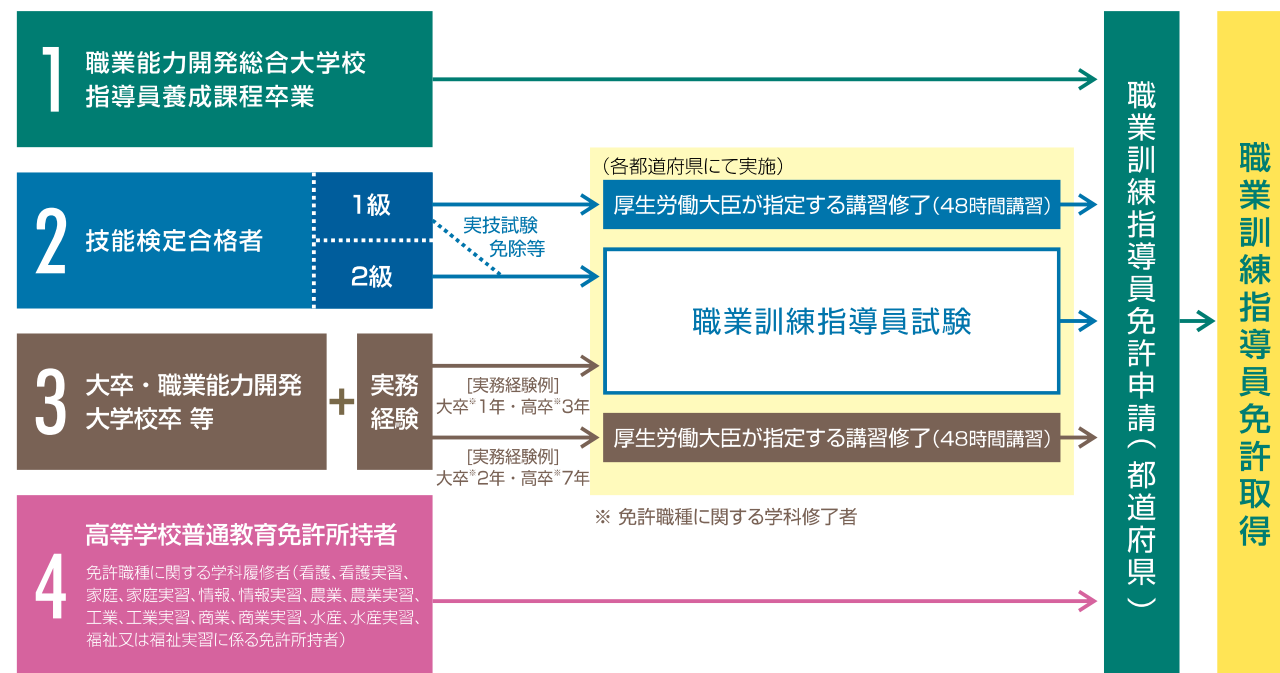 1
職業能力開発総合大学校
指導員養成課程卒業
2
技能検定合格者
1級
2級
実技試験
免除等
(各都道府県にて実施)
厚生労働大臣が指定する講習修了(48時間講習)
職業訓練指導員試験
3
大卒・職業能力開発
大学校卒 等
+
実務
経験
[実務経験例]
大卒※1年・高卒※3年
[実務経験例]
大卒※2年・高卒※7年
厚生労働大臣が指定する講習修了(48時間講習)
※ 免許職種に関する学科修了者
4
高等学校普通教育免許所持者
免許職種に関する学科履修者(看護、看護実習、
家庭、家庭実習、情報、情報実習、農業、農業実習、
工業、工業実習、商業、商業実習、水産、水産実習、
福祉又は福祉実習に係る免許所持者)
職業訓練指導員免許申請(都道府県)
職業訓練指導員免許取得